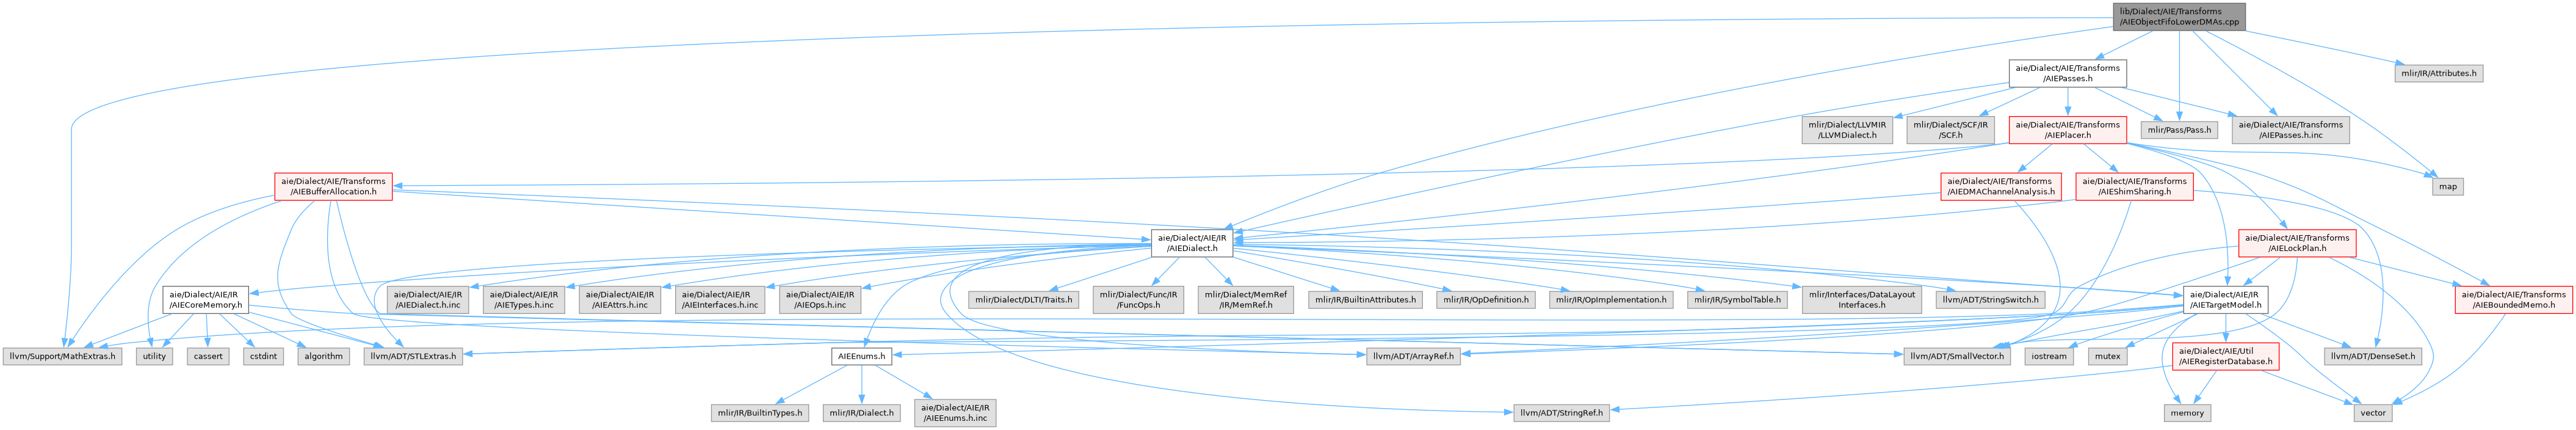 lib/Dialect/AIE/Transforms
/AIEObjectFifoLowerDMAs.cpp
aie/Dialect/AIE/Transforms
/AIEPasses.h
mlir/IR/Attributes.h
mlir/Dialect/LLVMIR
/LLVMDialect.h
mlir/Dialect/SCF/IR
/SCF.h
aie/Dialect/AIE/Transforms
/AIEPlacer.h
mlir/Pass/Pass.h
aie/Dialect/AIE/Transforms
/AIEPasses.h.inc
aie/Dialect/AIE/Transforms
/AIEBufferAllocation.h
aie/Dialect/AIE/Transforms
/AIEDMAChannelAnalysis.h
aie/Dialect/AIE/Transforms
/AIEShimSharing.h
map
aie/Dialect/AIE/IR
/AIEDialect.h
aie/Dialect/AIE/Transforms
/AIELockPlan.h
aie/Dialect/AIE/IR
/AIECoreMemory.h
aie/Dialect/AIE/IR
/AIEDialect.h.inc
aie/Dialect/AIE/IR
/AIETypes.h.inc
aie/Dialect/AIE/IR
/AIEAttrs.h.inc
aie/Dialect/AIE/IR
/AIEInterfaces.h.inc
aie/Dialect/AIE/IR
/AIEOps.h.inc
mlir/Dialect/DLTI/Traits.h
mlir/Dialect/Func/IR
/FuncOps.h
mlir/Dialect/MemRef
/IR/MemRef.h
mlir/IR/BuiltinAttributes.h
mlir/IR/OpDefinition.h
mlir/IR/OpImplementation.h
mlir/IR/SymbolTable.h
mlir/Interfaces/DataLayout
Interfaces.h
llvm/ADT/StringSwitch.h
aie/Dialect/AIE/IR
/AIETargetModel.h
aie/Dialect/AIE/Transforms
/AIEBoundedMemo.h
llvm/Support/MathExtras.h
utility
cassert
cstdint
algorithm
llvm/ADT/STLExtras.h
AIEEnums.h
llvm/ADT/ArrayRef.h
llvm/ADT/SmallVector.h
iostream
mutex
aie/Dialect/AIE/Util
/AIERegisterDatabase.h
llvm/ADT/DenseSet.h
mlir/IR/BuiltinTypes.h
mlir/IR/Dialect.h
aie/Dialect/AIE/IR
/AIEEnums.h.inc
llvm/ADT/StringRef.h
memory
vector